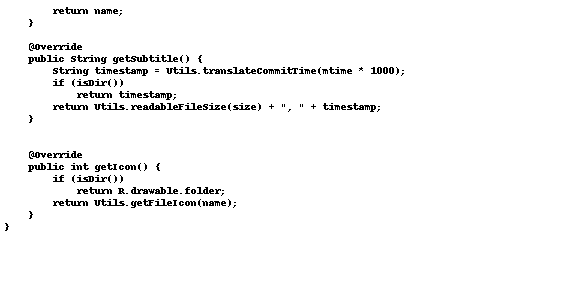 return name;
    }

    @Override
    public String getSubtitle() {
        String timestamp = Utils.translateCommitTime(mtime * 1000);
        if (isDir())
            return timestamp;
        return Utils.readableFileSize(size) + ", " + timestamp;
    }


    @Override
    public int getIcon() {
        if (isDir())
            return R.drawable.folder;
        return Utils.getFileIcon(name);
    }
}